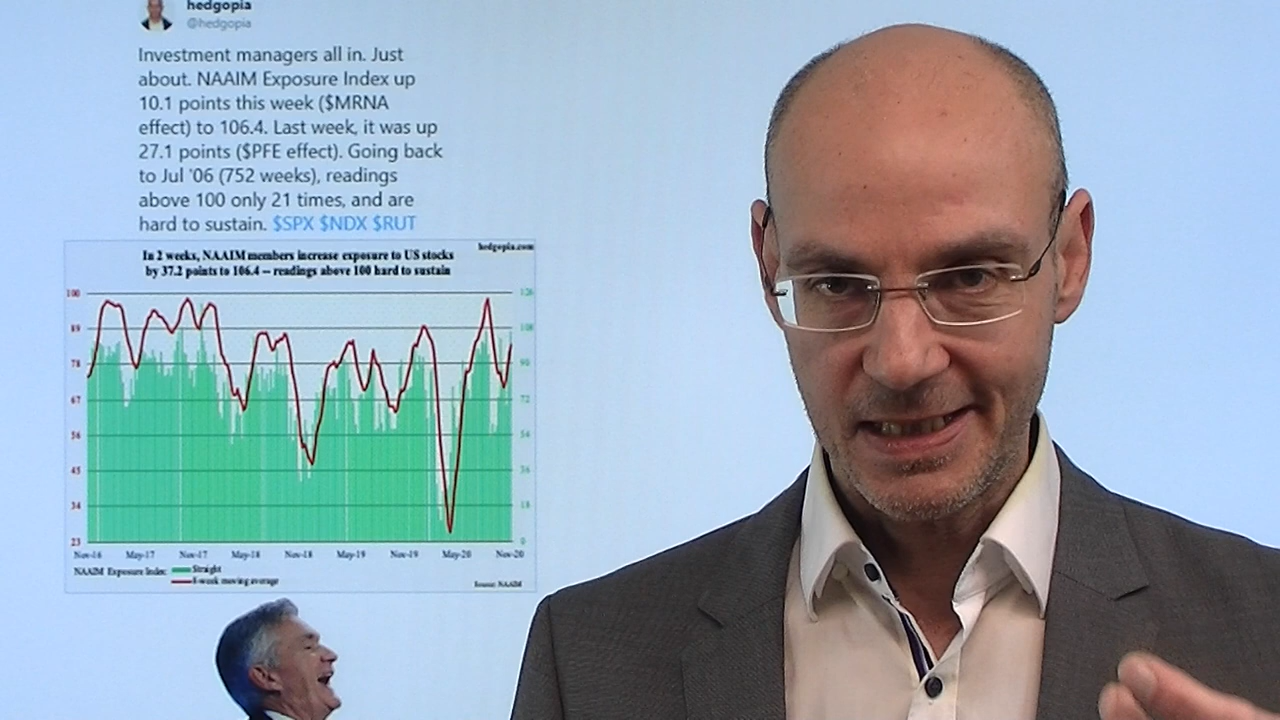 hedgopia
@hedgopia
Investment managers all in. Just
about. NAAIM Exposure Index up
10.1 points this week ($MRNA
effect) to 106.4. Last week, it was up
27.1 points ($PFE effect). Going back
to Jul '06 (752 weeks), readings
above 100 only 21 times, and are
hard to sustain. $SPX $NDX $RUT
hedgopia.com
In 2 weeks, NAAIM members increase exposure to US stocks
by 37.2 points to 106.4 – readings above 100 hard to sustain
100 126
89 108
78 90
67 72
56 54
45 36
34 18
23 0
Nov-16 May-17 Nov-17 May-18 Nov-18 May-19 Nov-19 May-20 Nov-20
NAAIM Exposure Index: Straight
8-week moving average
Source: NAAIM